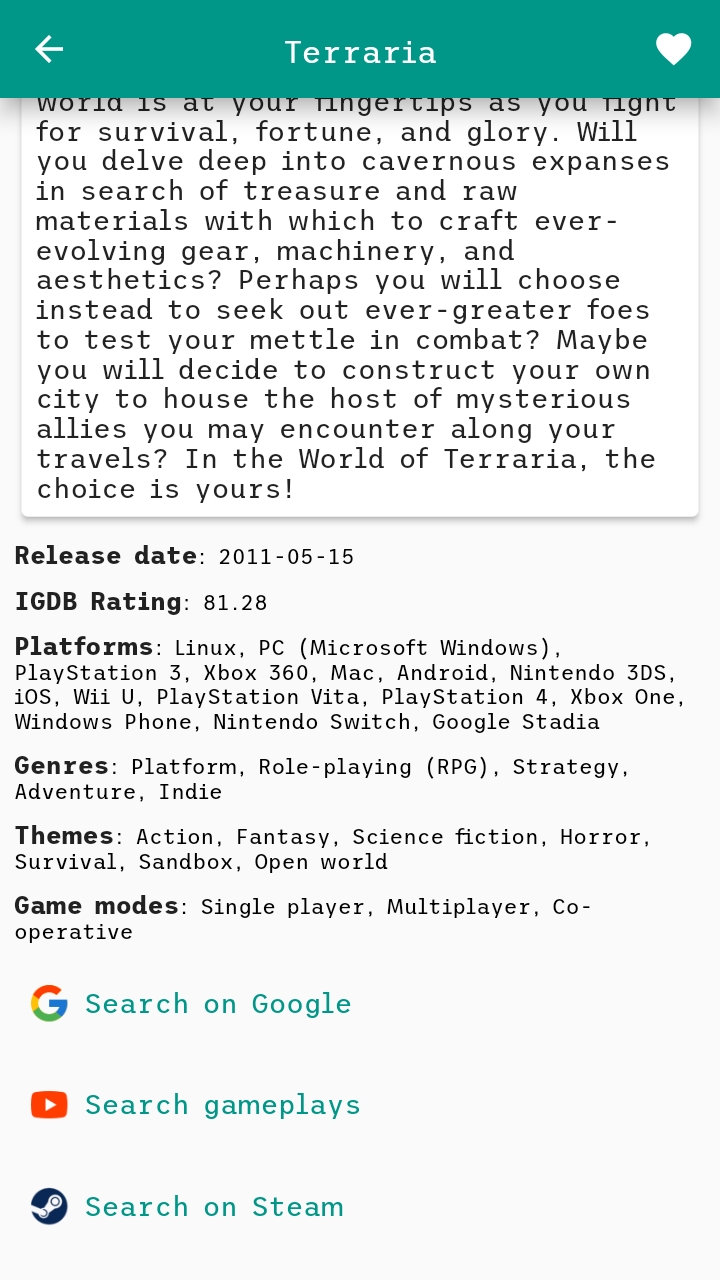 Terraria
world is at your fingertips as you fight
for survival, fortune, and glory. Will
you delve deep into cavernous expanses
in search of treasure and raw
materials with which to craft ever-
evolving gear, machinery, and
aesthetics? Perhaps you will choose
instead to seek out ever-greater foes
to test your mettle in combat? Maybe
you will decide to construct your own
city to house the host of mysterious
allies you may encounter along your
travels? In the World of Terraria, the
choice is yours!
Release date: 2011-05-15
IGDB Rating: 81.28
Platforms: Linux, PC (Microsoft Windows),
PlayStation 3, Xbox 360, Mac, Android, Nintendo 3DS,
iOS, Wii U, PlayStation Vita, PlayStation 4, Xbox One,
Windows Phone, Nintendo Switch, Google Stadia
Genres: Platform, Role-playing (RPG), Strategy,
Adventure, Indie
Themes: Action, Fantasy, Science fiction, Horror,
Survival, Sandbox, Open world
Game modes: Single player, Multiplayer, Co-
operative
Search on Google
Search gameplays
Search on Steam